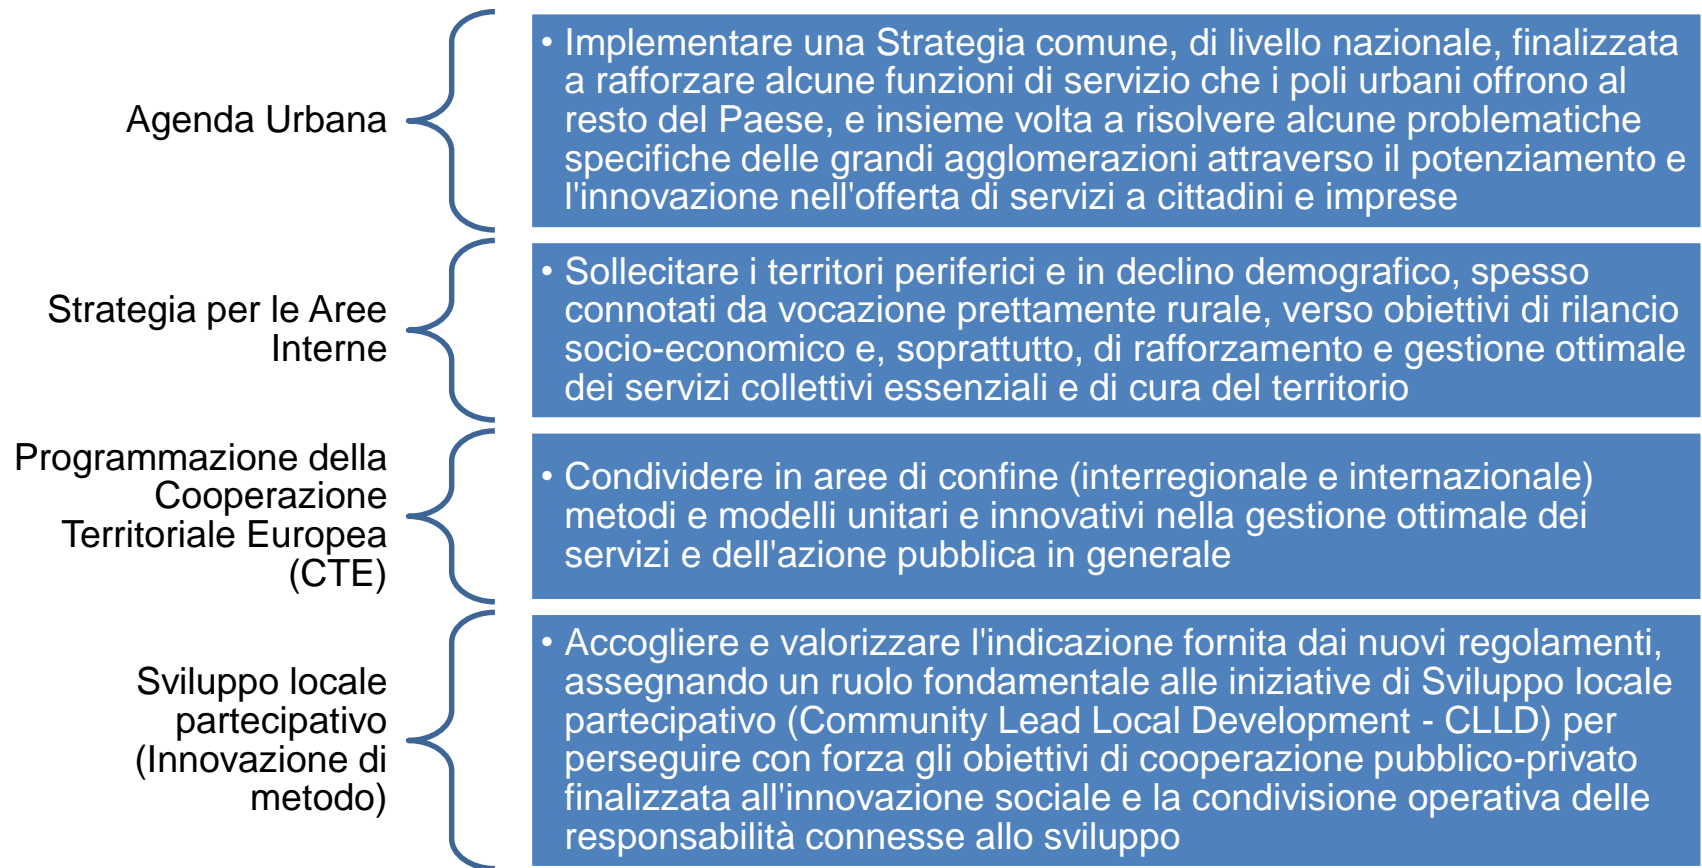 Agenda Urbana
• Implementare una Strategia comune, di livello nazionale, finalizzata
a rafforzare alcune funzioni di servizio che i poli urbani offrono al
resto del Paese, e insieme volta a risolvere alcune problematiche
specifiche delle grandi agglomerazioni attraverso il potenziamento e
l'innovazione nell'offerta di servizi a cittadini e imprese
Strategia per le Aree
Interne
• Sollecitare i territori periferici e in declino demografico, spesso
connotati da vocazione prettamente rurale, verso obiettivi di rilancio
socio-economico e, soprattutto, di rafforzamento e gestione ottimale
dei servizi collettivi essenziali e di cura del territorio
Programmazione della
Cooperazione
Territoriale Europea
(CTE)
• Condividere in aree di confine (interregionale e internazionale)
metodi e modelli unitari e innovativi nella gestione ottimale dei
servizi e dell'azione pubblica in generale
Sviluppo locale
partecipativo
(Innovazione di
metodo)
• Accogliere e valorizzare l'indicazione fornita dai nuovi regolamenti,
assegnando un ruolo fondamentale alle iniziative di Sviluppo locale
partecipativo (Community Lead Local Development - CLLD) per
perseguire con forza gli obiettivi di cooperazione pubblico-privato
finalizzata all'innovazione sociale e la condivisione operativa delle
responsabilità connesse allo sviluppo